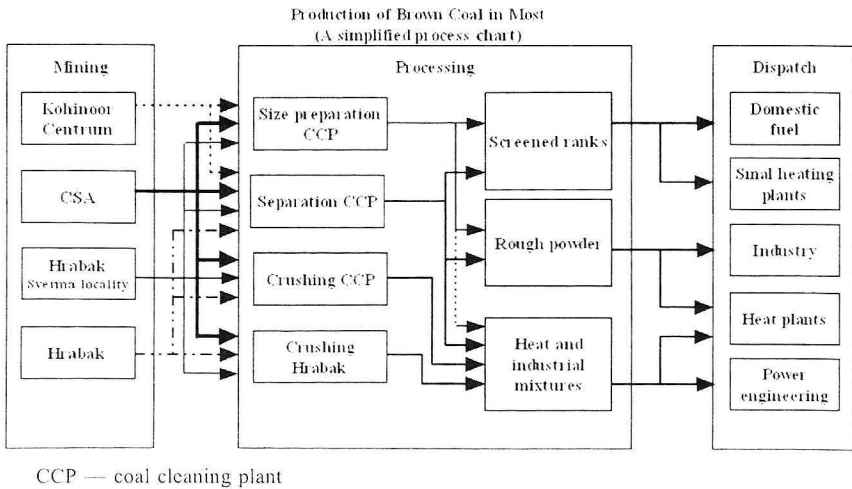 Production of Brown Coal in Most
(A simplified process chart)
Mining
Kohinoor
Centrum
CSA
Hrabak
Sverma locality
Hrabak
Processing
Size preparation
CCP
Separation CCP
Crushing CCP
Crushing
Hrabak
Screened ranks
Rough powder
Heat and
industrial
mixtures
Dispatch
Domestic
fuel
Smal heating
plants
Industry
Heat plants
Power
engineering
CCP — coal cleaning plant